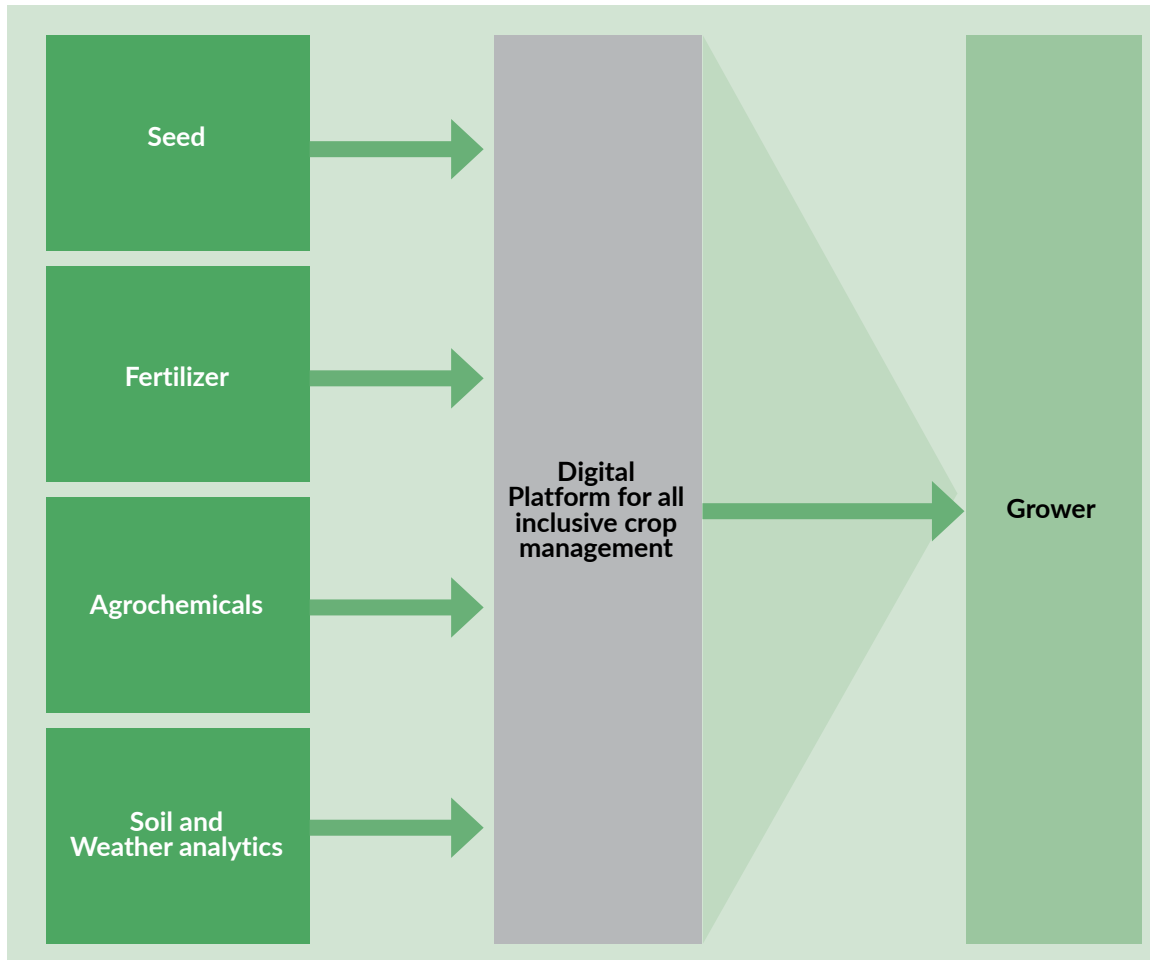 Seed
Fertilizer
Agrochemicals
Soil and
Weather analytics
Digital
Platform for all
inclusive crop
management
Grower